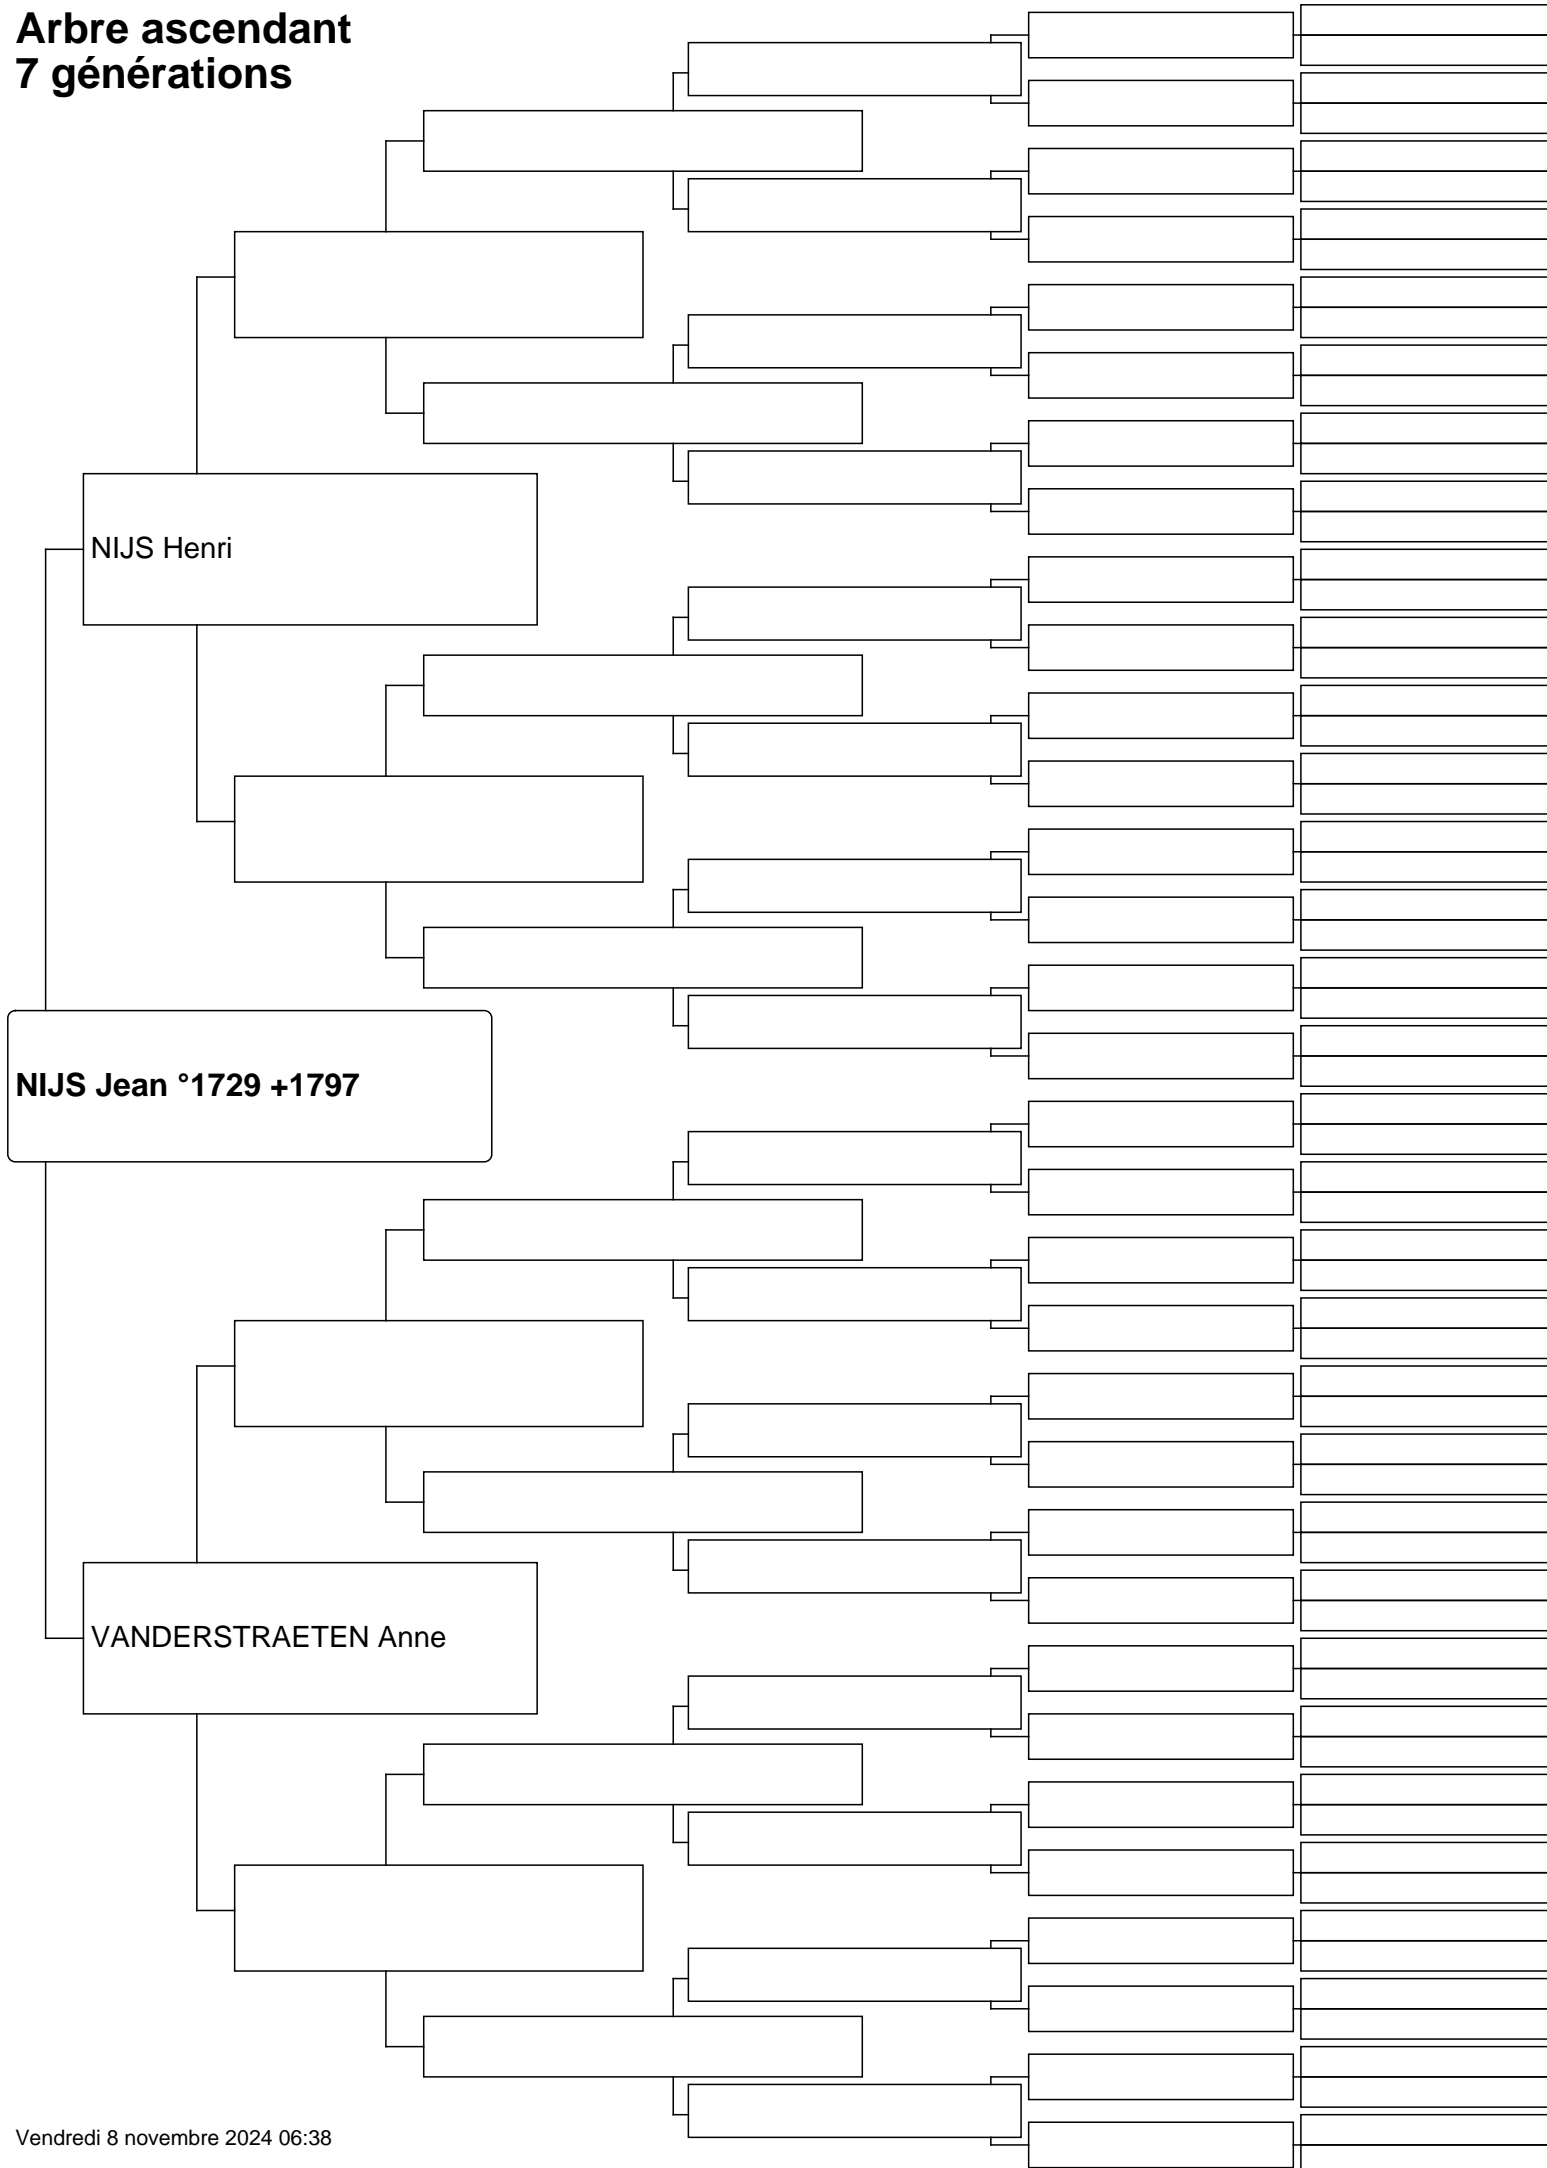 Arbre ascendant
7 générations
NIJS Henri
NIJS Jean °1729 +1797
VANDERSTRAETEN Anne
Vendredi 8 novembre 2024 06:38